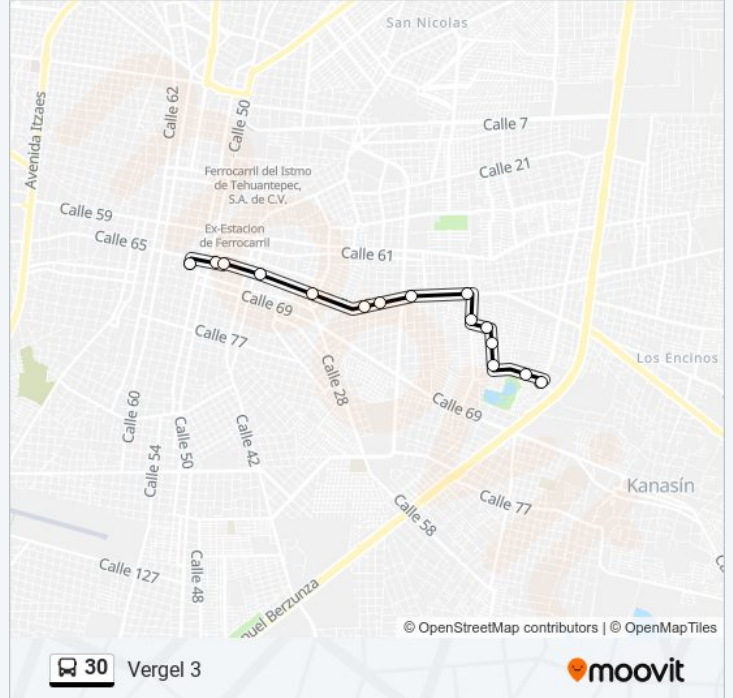 San Nicolas
Calle 62
Calle 50
Calle 7
Avenida Itzaes
Calle 21
Ferrocarril del Istmo
de Tehuantepec,
S.A. de C.V.
Calle 59
Ex-Estacion
de Ferrocarril
Calle 65
Calle 61
Calle 69
Calle 77
Los Encinos
Calle 28
Calle 60
Calle 69
Calle 50
Calle 42
Calle 54
Kanasín
Calle 77
Calle 58
Calle 127
Calle 48
uel Berzunza
© OpenStreetMap contributors | © OpenMapTiles
30 Vergel 3
moovit